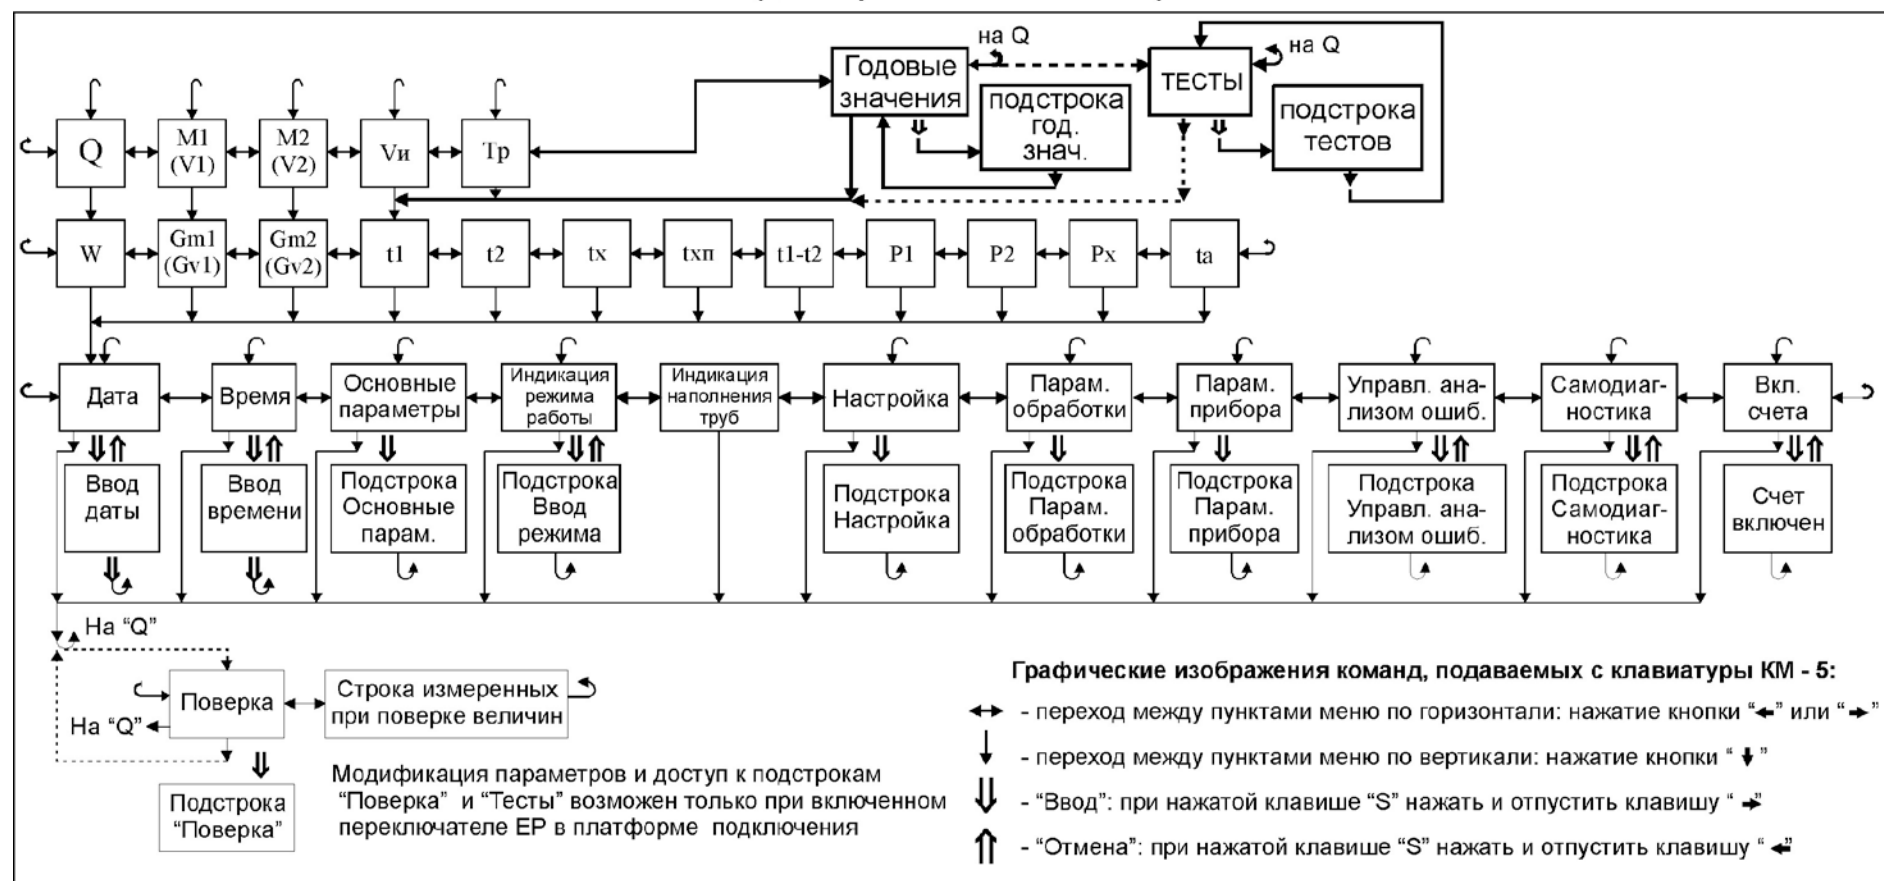 на Q
на Q
Годовые
значения
ТЕСТЫ
подстрока
год.
знач.
подстрока
тестов
Q
M1
(V1)
M2
(V2)
Vи
Тр
W
Gm1
(Gv1)
Gm2
(Gv2)
t1
t2
tx
tхп
t1-t2
P1
P2
Px
ta
Дата
Время
Основные
параметры
Индикация
режима
работы
Индикация
наполнения
труб
Настройка
Парам.
обработки
Парам.
прибора
Управл. ана-
лизом ошиб.
Самодиаг-
ностика
Вкл.
счета
Ввод
даты
Ввод
времени
Подстрока
Основные
парам.
Подстрока
Ввод
режима
Подстрока
Настройка
Подстрока
Парам.
обработки
Подстрока
Парам.
прибора
Подстрока
Управл. ана-
лизом ошиб.
Подстрока
Самодиаг-
ностика
Счет
включен
На “Q”
Поверка
Строка измеренных
при поверке величин
На “Q”
Подстрока
“Поверка”
Модификация параметров и доступ к подстрокам
“Поверка” и “Тесты” возможен только при включенном
переключателе EP в платформе подключения
Графические изображения команд, подаваемых с клавиатуры КМ - 5:
- переход между пунктами меню по горизонтали: нажатие кнопки “←” или “→”
- переход между пунктами меню по вертикали: нажатие кнопки “ ↓ ”
- “Ввод”: при нажатой клавише “S” нажать и отпустить клавишу “ →”
- “Отмена”: при нажатой клавише “S” нажать и отпустить клавишу “ ←”